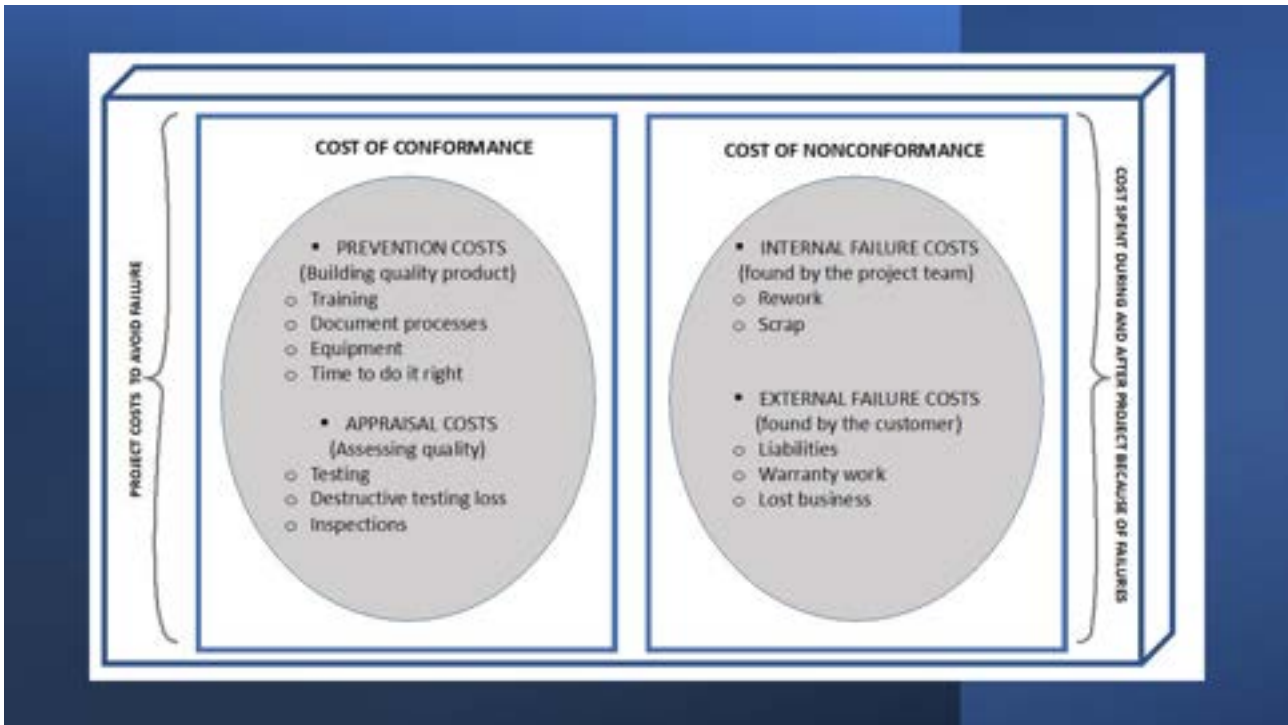 PROJECT COSTS TO AVOID FAILURE
COST OF CONFORMANCE
▪ PREVENTION COSTS
(Building quality product)
o Training
o Document processes
o Equipment
o Time to do it right
▪ APPRAISAL COSTS
(Assessing quality)
o Testing
o Destructive testing loss
o Inspections
COST OF NONCONFORMANCE
▪ INTERNAL FAILURE COSTS
(found by the project team)
o Rework
o Scrap
▪ EXTERNAL FAILURE COSTS
(found by the customer)
o Liabilities
o Warranty work
o Lost business
COST SPENT DURING AND AFTER PROJECT BECAUSE OF FAILURES